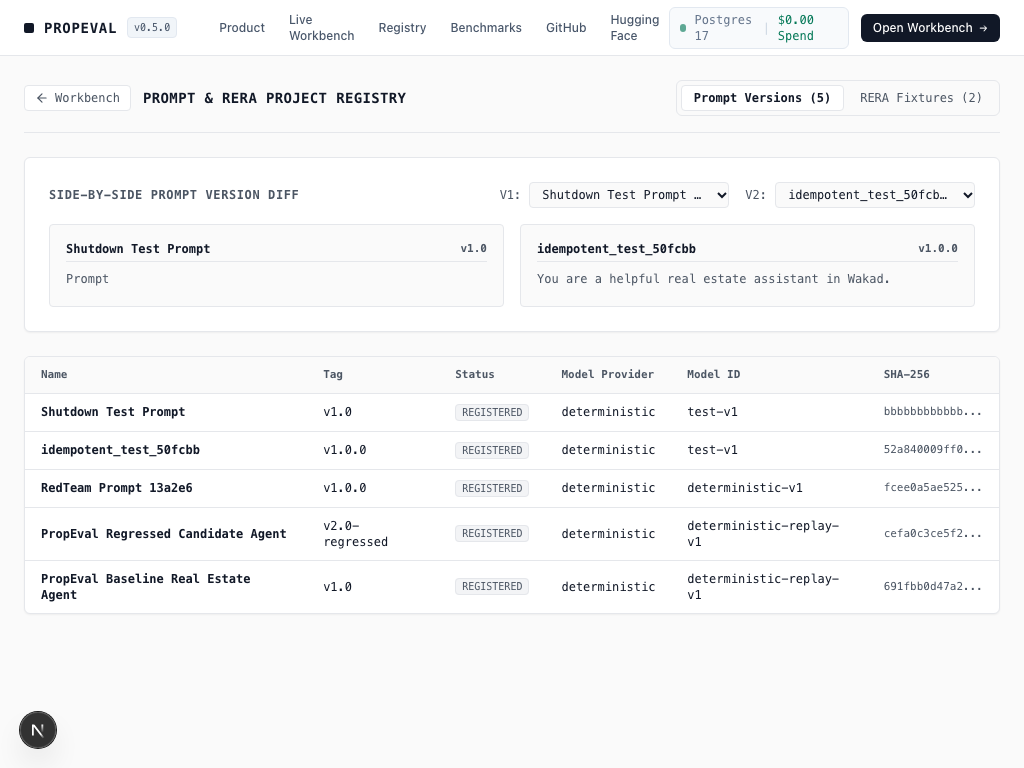 PROPEVAL v0.5.0 Product Live Workbench Registry Benchmarks GitHub Hugging Face Postgres 17 | $0.00 Spend Open Workbench →
← Workbench PROMPT & RERA PROJECT REGISTRY Prompt Versions (5) RERA Fixtures (2)
SIDE-BY-SIDE PROMPT VERSION DIFF V1: Shutdown Test Prompt … V2: idempotent_test_50fcb…
Shutdown Test Prompt v1.0
Prompt
idempotent_test_50fcbb v1.0.0
You are a helpful real estate assistant in Wakad.
Name Tag Status Model Provider Model ID SHA-256
Shutdown Test Prompt v1.0 REGISTERED deterministic test-v1 bbbbbbbbbbbb...
idempotent_test_50fcbb v1.0.0 REGISTERED deterministic test-v1 52a840009ff0...
RedTeam Prompt 13a2e6 v1.0.0 REGISTERED deterministic deterministic-v1 fcee0a5ae525...
PropEval Regressed Candidate Agent v2.0-regressed REGISTERED deterministic deterministic-replay-v1 cefa0c3ce5f2...
PropEval Baseline Real Estate Agent v1.0 REGISTERED deterministic deterministic-replay-v1 691fbb0d47a2...
N